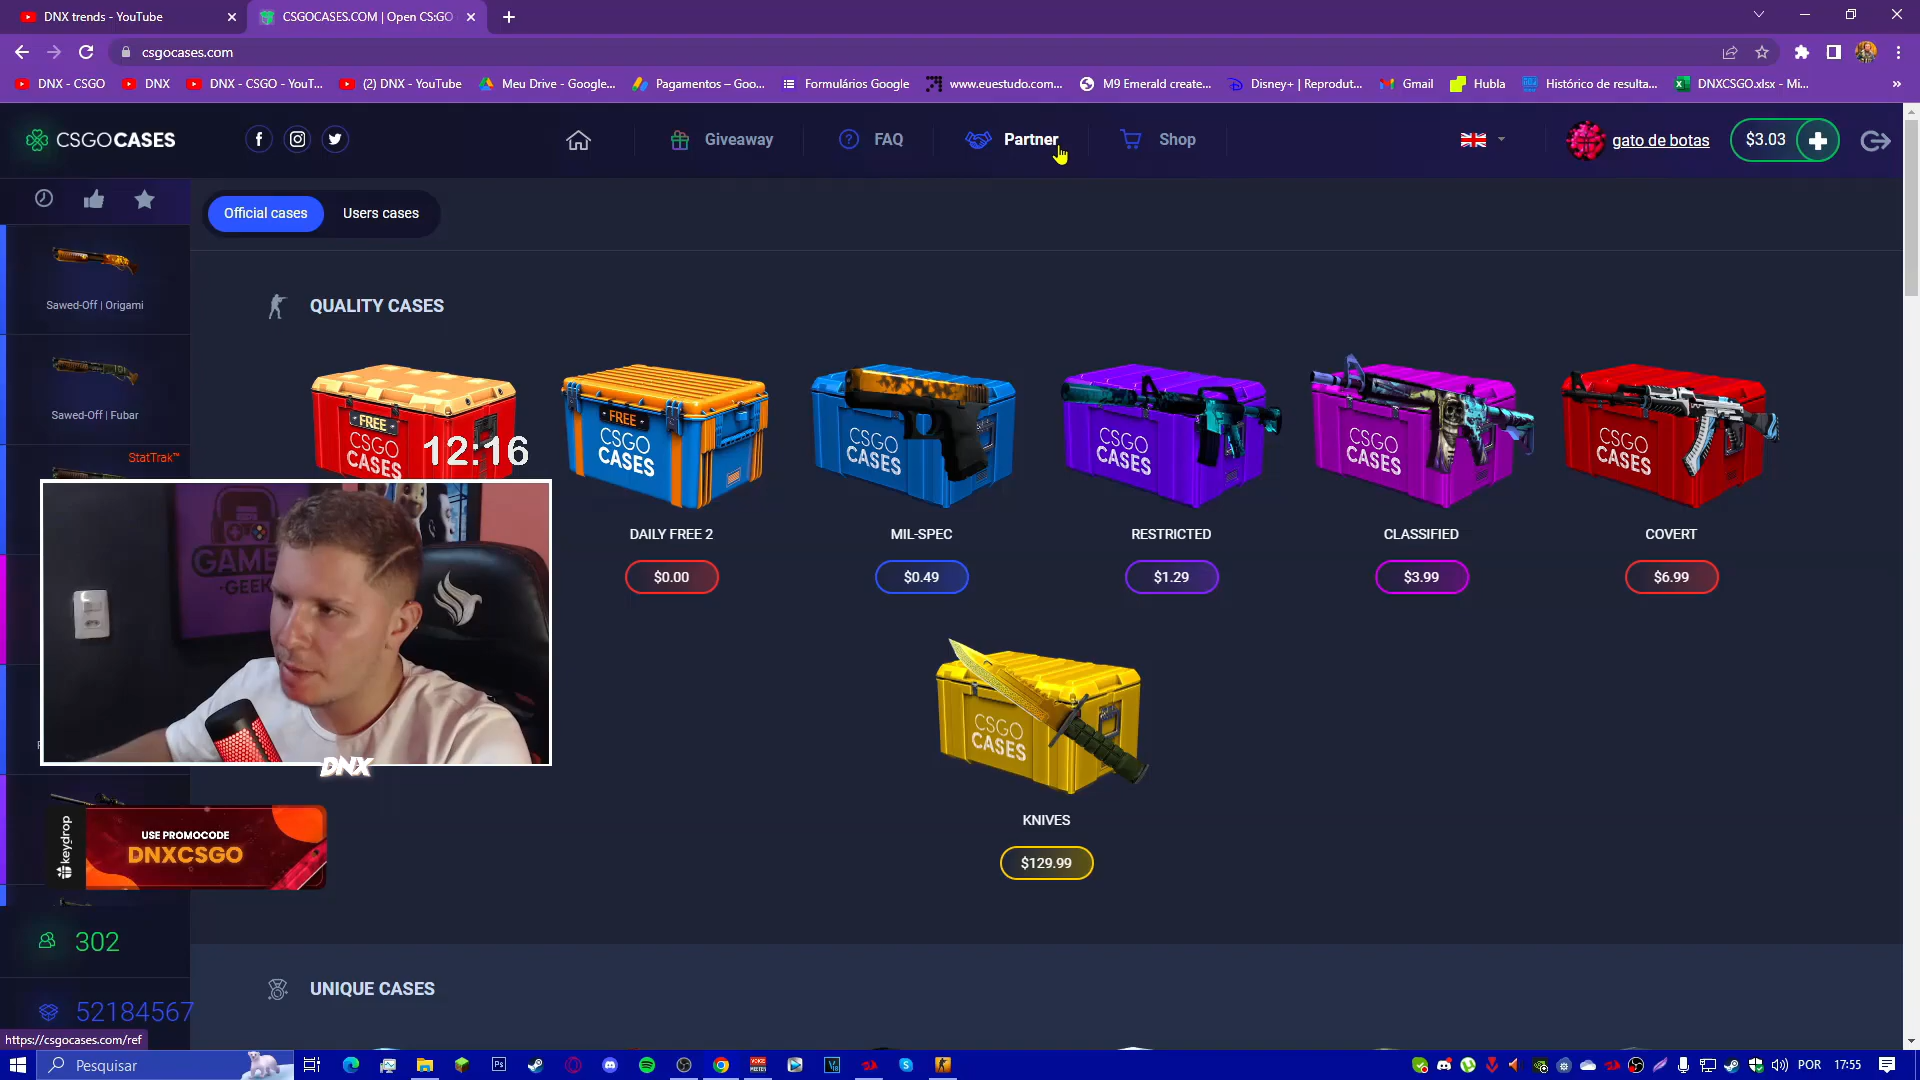 DNX trends - YouTube
CSGOCASES.COM | Open CS:GO
csgocases.com
DNX - CSGO
DNX
DNX - CSGO - YouT...
(2) DNX - YouTube
Meu Drive - Google...
Pagamentos – Goo...
Formulários Google
www.euestudo.com...
M9 Emerald create...
Disney+ | Reprodut...
Gmail
Hubla
Histórico de resulta...
DNXCSGO.xlsx - Mi...
CSGOCASES
Giveaway
FAQ
Partner
Shop
gato de botas
$3.03
Official cases
Users cases
Sawed-Off | Origami
Sawed-Off | Fubar
StatTrak™
QUALITY CASES
FREE
CSGO
CASES
12:16
FREE
CSGO
CASES
CSGO
CASES
CSGO
CASES
CSGO
CASES
CSGO
CASES
DAILY FREE 2
MIL-SPEC
RESTRICTED
CLASSIFIED
COVERT
$0.00
$0.49
$1.29
$3.99
$6.99
GAME
GEEK
DNX
CSGO
CASES
KNIVES
$129.99
keydrop
USE PROMOCODE
DNXCSGO
302
52184567
UNIQUE CASES
https://csgocases.com/ref
Pesquisar
Ps
POR
17:55